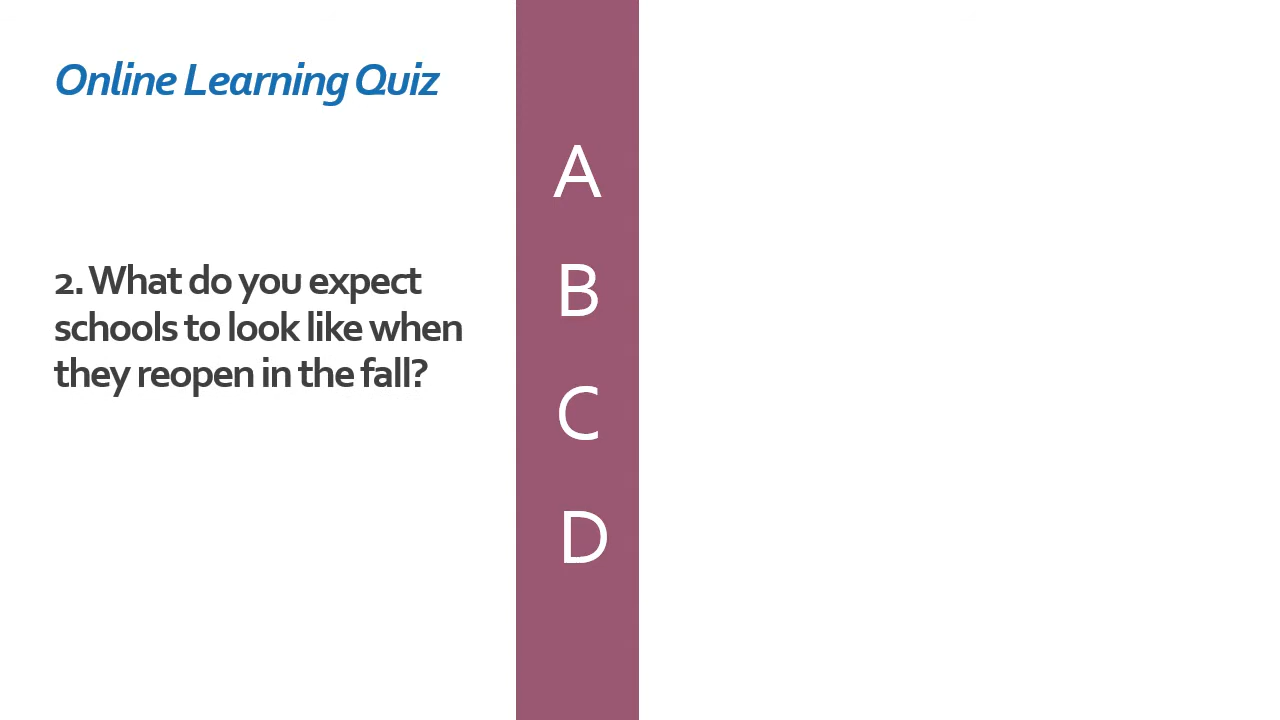 Online Learning Quiz
2. What do you expect
schools to look like when
they reopen in the fall?
A
B
C
D